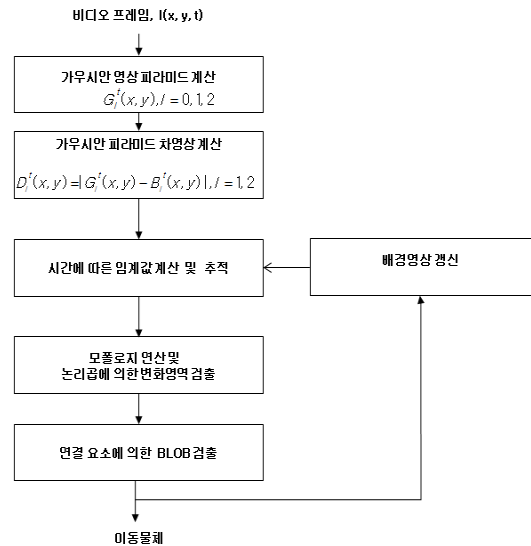 비디오 프레임, I(x, y, t)
가우시안 영상 피라미드 계산
G_l^t(x, y), l = 0, 1, 2
가우시안 피라미드 차영상 계산
D_l^t(x, y)=| G_l^t(x, y) − B_l^t(x, y) |, l = 1, 2
시간에 따른 임계값 계산 및 추적
배경영상 갱신
모폴로지 연산 및
논리곱에 의한 변화영역 검출
연결 요소에 의한 BLOB 검출
이동물체